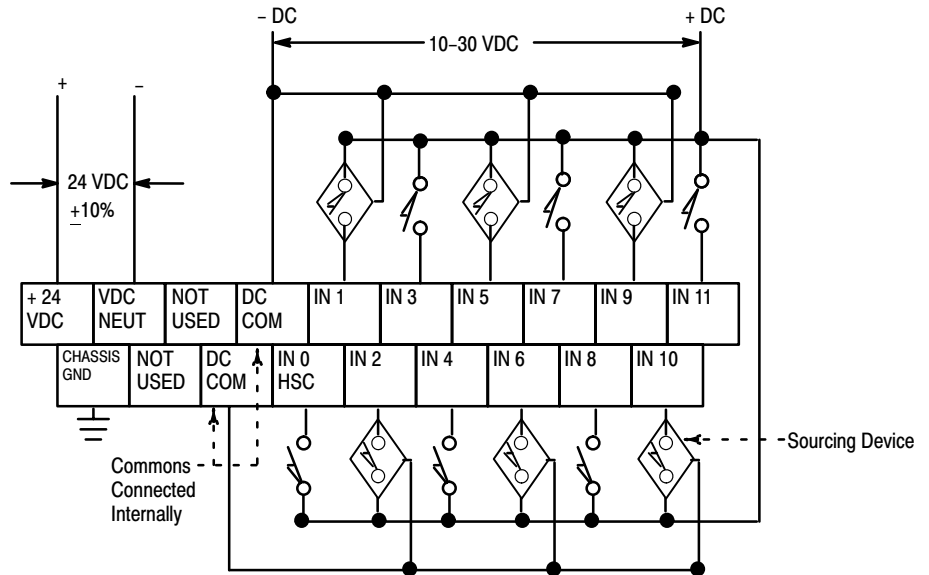 – DC
+ DC
10–30 VDC
+
–
24 VDC
+10%
+ 24
VDC
VDC
NEUT
NOT
USED
DC
COM
IN 1
IN 3
IN 5
IN 7
IN 9
IN 11
CHASSIS
GND
NOT
USED
DC
COM
IN 0
HSC
IN 2
IN 4
IN 6
IN 8
IN 10
Sourcing Device
Commons
Connected
Internally